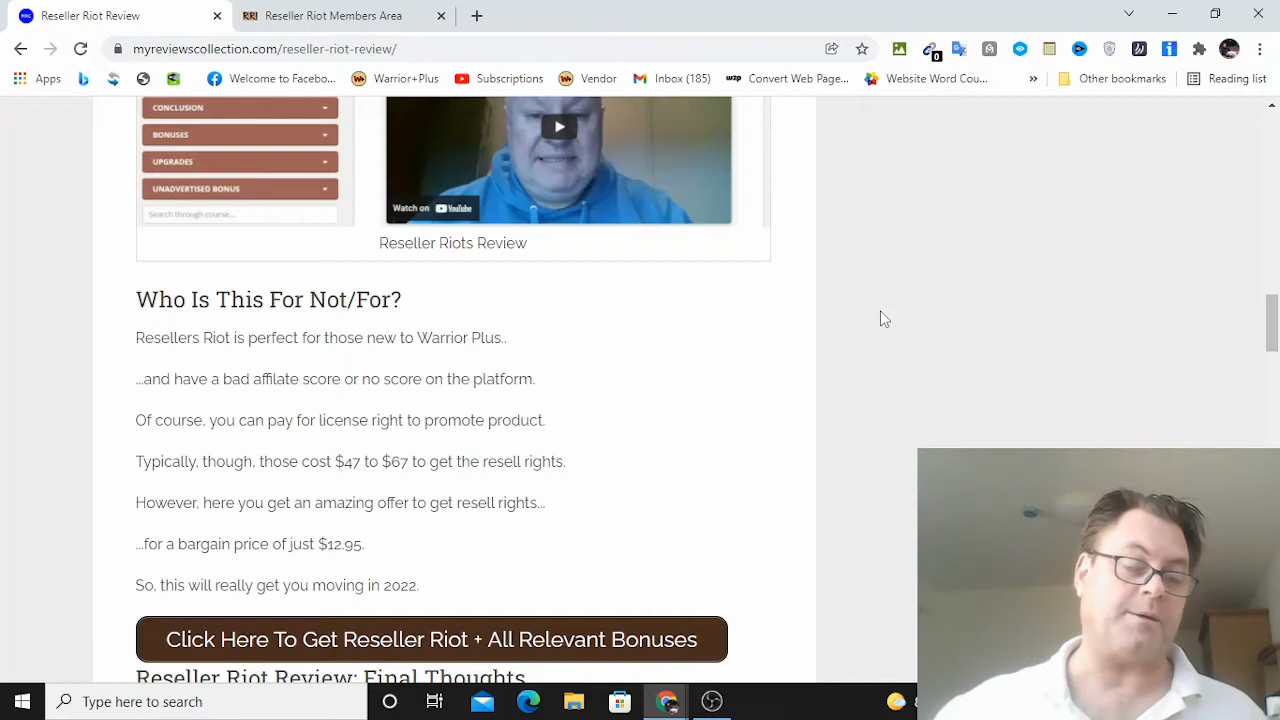 Reseller Riot Review
Reseller Riot Members Area
myreviewscollection.com/reseller-riot-review/
0
Apps
Welcome to Facebo...
Warrior+Plus
Subscriptions
Vendor
Inbox (185)
Convert Web Page...
Website Word Cou...
»
Other bookmarks
Reading list
CONCLUSION
BONUSES
UPGRADES
UNADVERTISED BONUS
Search through course...
Watch on YouTube
Reseller Riots Review
Who Is This For Not/For?
Resellers Riot is perfect for those new to Warrior Plus..
...and have a bad affilate score or no score on the platform.
Of course, you can pay for license right to promote product.
Typically, though, those cost $47 to $67 to get the resell rights.
However, here you get an amazing offer to get resell rights...
...for a bargain price of just $12.95.
So, this will really get you moving in 2022.
Click Here To Get Reseller Riot + All Relevant Bonuses
Reseller Riot Review: Final Thoughts
Type here to search